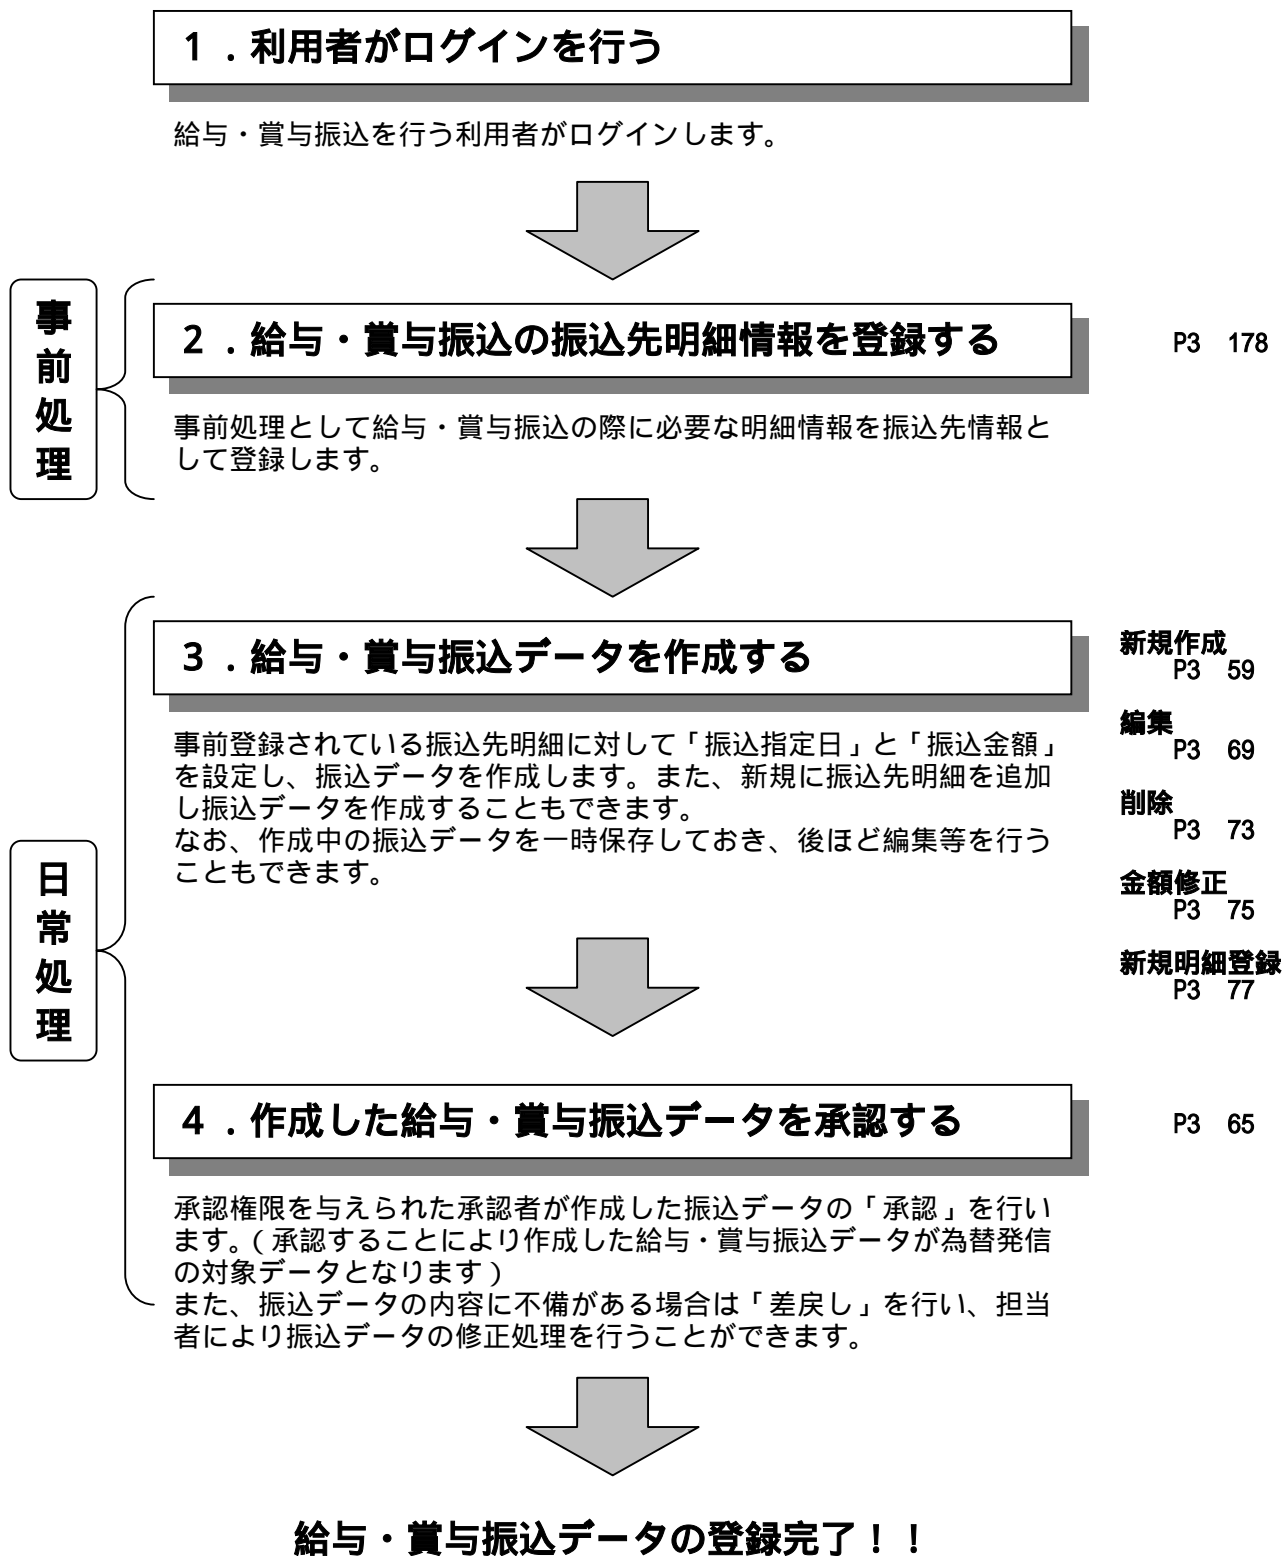 １．利用者がログインを行う
給与・賞与振込を行う利用者がログインします。
事前処理
２．給与・賞与振込の振込先明細情報を登録する
P3 178
事前処理として給与・賞与振込の際に必要な明細情報を振込先情報と
して登録します。
日常処理
３．給与・賞与振込データを作成する
事前登録されている振込先明細に対して「振込指定日」と「振込金額」
を設定し、振込データを作成します。また、新規に振込先明細を追加
し振込データを作成することもできます。
なお、作成中の振込データを一時保存しておき、後ほど編集等を行う
こともできます。
新規作成
P3 59
編集
P3 69
削除
P3 73
金額修正
P3 75
新規明細登録
P3 77
４．作成した給与・賞与振込データを承認する
P3 65
承認権限を与えられた承認者が作成した振込データの「承認」を行い
ます。（承認することにより作成した給与・賞与振込データが為替発信
の対象データとなります）
また、振込データの内容に不備がある場合は「差戻し」を行い、担当
者により振込データの修正処理を行うことができます。
給与・賞与振込データの登録完了！！